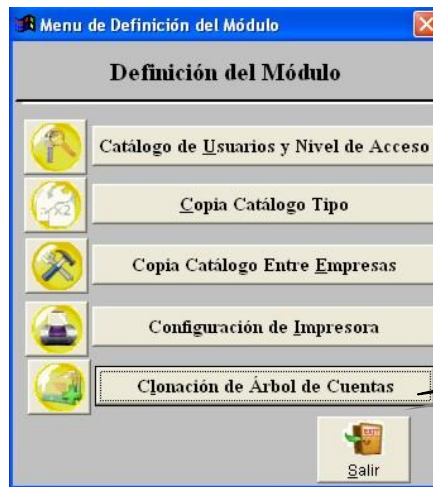 Menu de Definición del Módulo
Definición del Módulo
Catálogo de Usuarios y Nivel de Acceso
Copia Catálogo Tipo
Copia Catálogo Entre Empresas
Configuración de Impresora
Clonación de Árbol de Cuentas
EXIT
Salir